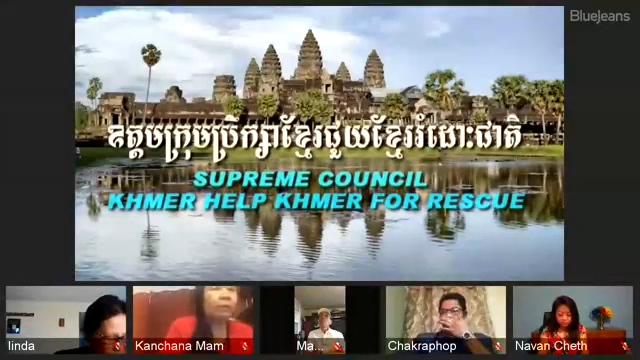 BlueJeans
ឧត្តមក្រុមប្រឹក្សាខ្មែរជួយខ្មែររំដោះជាតិ
SUPREME COUNCIL
KHMER HELP KHMER FOR RESCUE
linda
Kanchana Mam
Ma...
Chakraphop
Navan Cheth